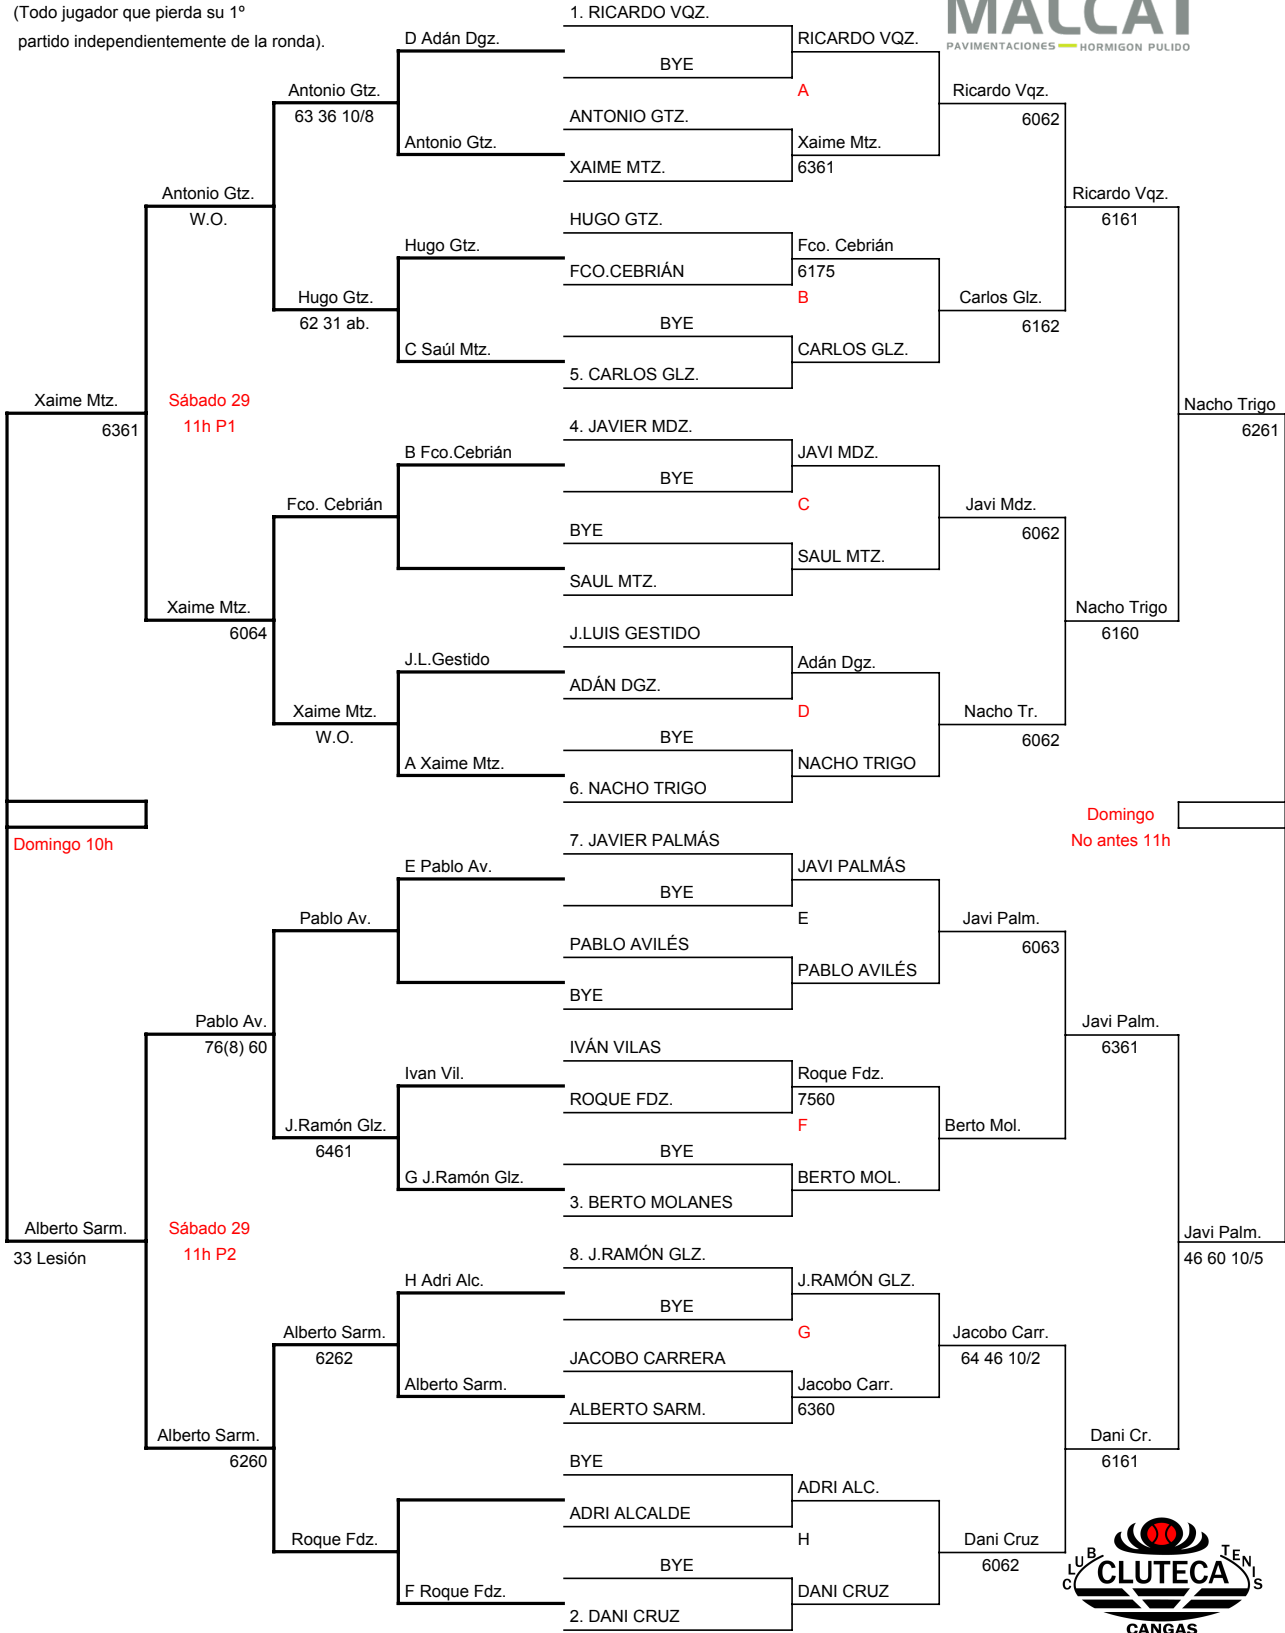 (Todo jugador que pierda su 1º
partido independientemente de la ronda).
MALCAT
PAVIMENTACIONES HORMIGON PULIDO
1. RICARDO VQZ.
D Adán Dgz.
RICARDO VQZ.
BYE
Antonio Gtz.
A
Ricardo Vqz.
63 36 10/8
ANTONIO GTZ.
6062
Antonio Gtz.
Xaime Mtz.
XAIME MTZ.
6361
Antonio Gtz.
Ricardo Vqz.
W.O.
HUGO GTZ.
6161
Hugo Gtz.
Fco. Cebrián
FCO.CEBRIÁN
6175
Hugo Gtz.
B
Carlos Glz.
62 31 ab.
BYE
6162
C Saúl Mtz.
CARLOS GLZ.
5. CARLOS GLZ.
Xaime Mtz.
Sábado 29
Nacho Trigo
6361
11h P1
4. JAVIER MDZ.
6261
B Fco.Cebrián
JAVI MDZ.
BYE
Fco. Cebrián
C
Javi Mdz.
BYE
6062
SAUL MTZ.
SAUL MTZ.
Xaime Mtz.
Nacho Trigo
6064
J.LUIS GESTIDO
6160
J.L.Gestido
Adán Dgz.
ADÁN DGZ.
Xaime Mtz.
D
Nacho Tr.
W.O.
BYE
6062
A Xaime Mtz.
NACHO TRIGO
6. NACHO TRIGO
Domingo
Domingo 10h
7. JAVIER PALMÁS
No antes 11h
E Pablo Av.
JAVI PALMÁS
BYE
Pablo Av.
E
Javi Palm.
PABLO AVILÉS
6063
PABLO AVILÉS
BYE
Pablo Av.
Javi Palm.
76(8) 60
IVÁN VILAS
6361
Ivan Vil.
Roque Fdz.
ROQUE FDZ.
7560
J.Ramón Glz.
F
Berto Mol.
6461
BYE
G J.Ramón Glz.
BERTO MOL.
3. BERTO MOLANES
Alberto Sarm.
Sábado 29
Javi Palm.
33 Lesión
11h P2
8. J.RAMÓN GLZ.
46 60 10/5
H Adri Alc.
J.RAMÓN GLZ.
BYE
Alberto Sarm.
G
Jacobo Carr.
6262
JACOBO CARRERA
64 46 10/2
Alberto Sarm.
Jacobo Carr.
ALBERTO SARM.
6360
Alberto Sarm.
Dani Cr.
6260
BYE
6161
ADRI ALC.
ADRI ALCALDE
Roque Fdz.
H
Dani Cruz
BYE
6062
F Roque Fdz.
DANI CRUZ
2. DANI CRUZ
CLUB TENIS
CLUTECA
CANGAS